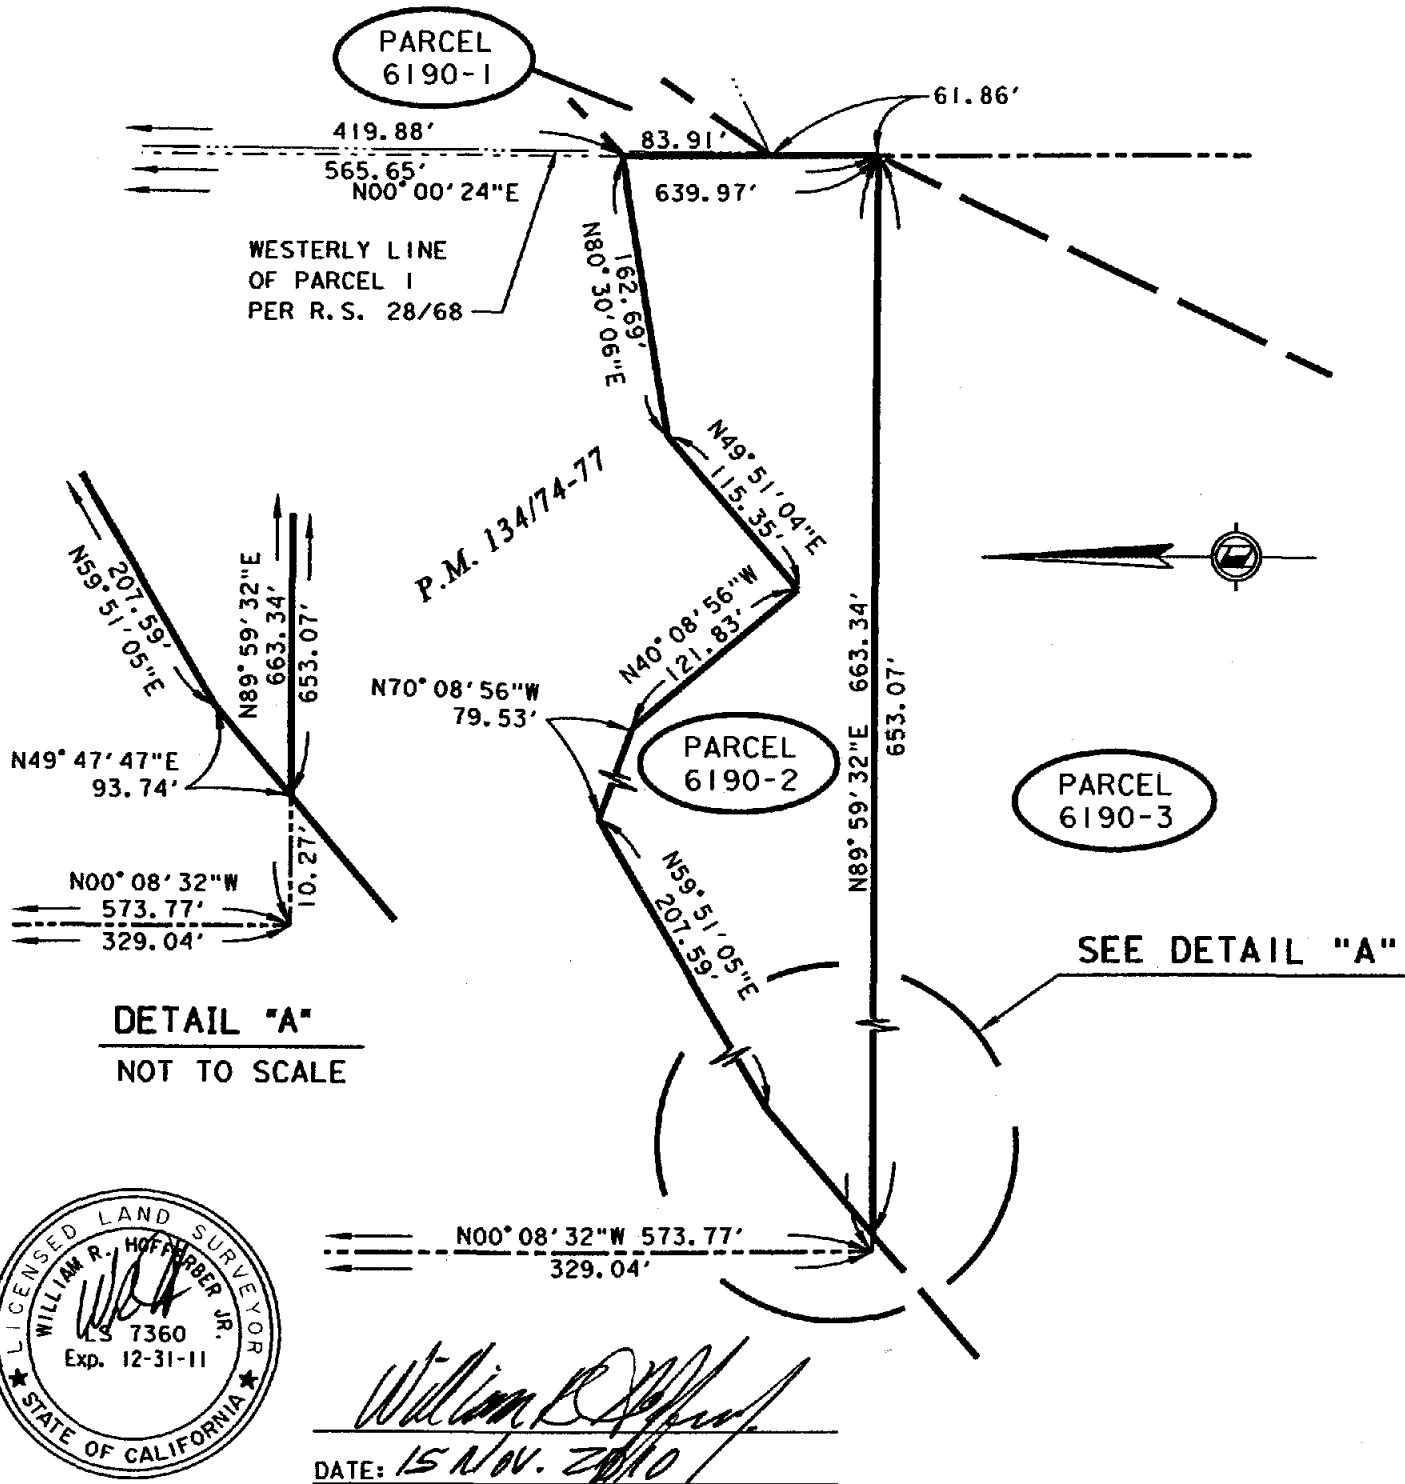 PARCEL
6190-1
61.86'
419.88'
83.91'
565.65'
N00°00'24"E
639.97'
WESTERLY LINE
OF PARCEL 1
PER R.S. 28/68
N80°30'06"E
162.69'
N49°51'04"E
115.35'
P.M. 134/74-77
N40°08'56"W
121.83'
N70°08'56"W
79.53'
PARCEL
6190-2
N89°59'32"E 663.34'
653.07'
PARCEL
6190-3
N59°51'05"E
207.59'
SEE DETAIL "A"
N00°08'32"W 573.77'
329.04'
207.59'
N59°51'05"E
N89°59'32"E
663.34'
653.07'
N49°47'47"E
93.74'
10.27'
N00°08'32"W
573.77'
329.04'
DETAIL "A"
NOT TO SCALE
LICENSED LAND SURVEYOR
WILLIAM R. HOFFERBER JR.
LS 7360
Exp. 12-31-11
STATE OF CALIFORNIA
DATE: 15 NOV. 2010